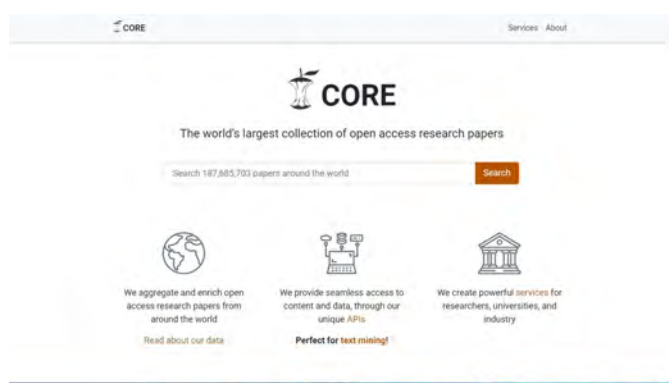 CORE
Services About
CORE
The world's largest collection of open access research papers
Search 187,685,703 papers around the world
Search
We aggregate and enrich open
access research papers from
around the world
Read about our data
We provide seamless access to
content and data, through our
unique APIs
Perfect for text mining!
We create powerful services for
researchers, universities, and
industry